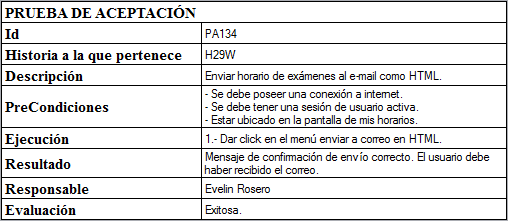 PRUEBA DE ACEPTACIÓN
Id PA134
Historia a la que pertenece H29W
Descripción Enviar horario de exámenes al e-mail como HTML.
PreCondiciones - Se debe poseer una conexión a internet.
- Se debe tener una sesión de usuario activa.
- Estar ubicado en la pantalla de mis horarios.
Ejecución 1.- Dar click en el menú enviar a correo en HTML.
Resultado Mensaje de confirmación de envío correcto. El usuario debe
haber recibido el correo.
Responsable Evelin Rosero
Evaluación Exitosa.